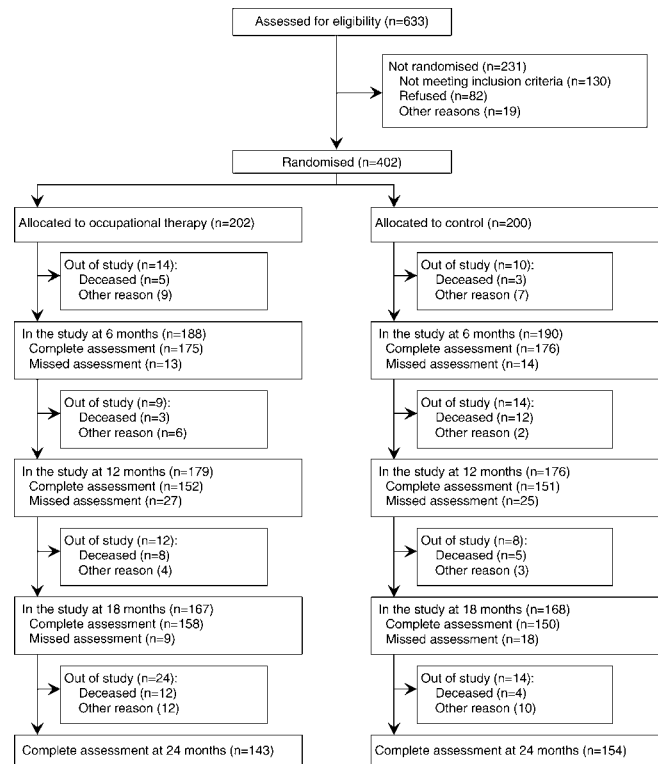 Assessed for eligibility (n=633)
Not randomised (n=231)
Not meeting inclusion criteria (n=130)
Refused (n=82)
Other reasons (n=19)
Randomised (n=402)
Allocated to occupational therapy (n=202)
Out of study (n=14):
Deceased (n=5)
Other reason (9)
In the study at 6 months (n=188)
Complete assessment (n=175)
Missed assessment (n=13)
Out of study (n=9):
Deceased (n=3)
Other reason (n=6)
In the study at 12 months (n=179)
Complete assessment (n=152)
Missed assessment (n=27)
Out of study (n=12):
Deceased (n=8)
Other reason (4)
In the study at 18 months (n=167)
Complete assessment (n=158)
Missed assessment (n=9)
Out of study (n=24):
Deceased (n=12)
Other reason (12)
Complete assessment at 24 months (n=143)
Allocated to control (n=200)
Out of study (n=10):
Deceased (n=3)
Other reason (7)
In the study at 6 months (n=190)
Complete assessment (n=176)
Missed assessment (n=14)
Out of study (n=14):
Deceased (n=12)
Other reason (2)
In the study at 12 months (n=176)
Complete assessment (n=151)
Missed assessment (n=25)
Out of study (n=8):
Deceased (n=5)
Other reason (3)
In the study at 18 months (n=168)
Complete assessment (n=150)
Missed assessment (n=18)
Out of study (n=14):
Deceased (n=4)
Other reason (10)
Complete assessment at 24 months (n=154)